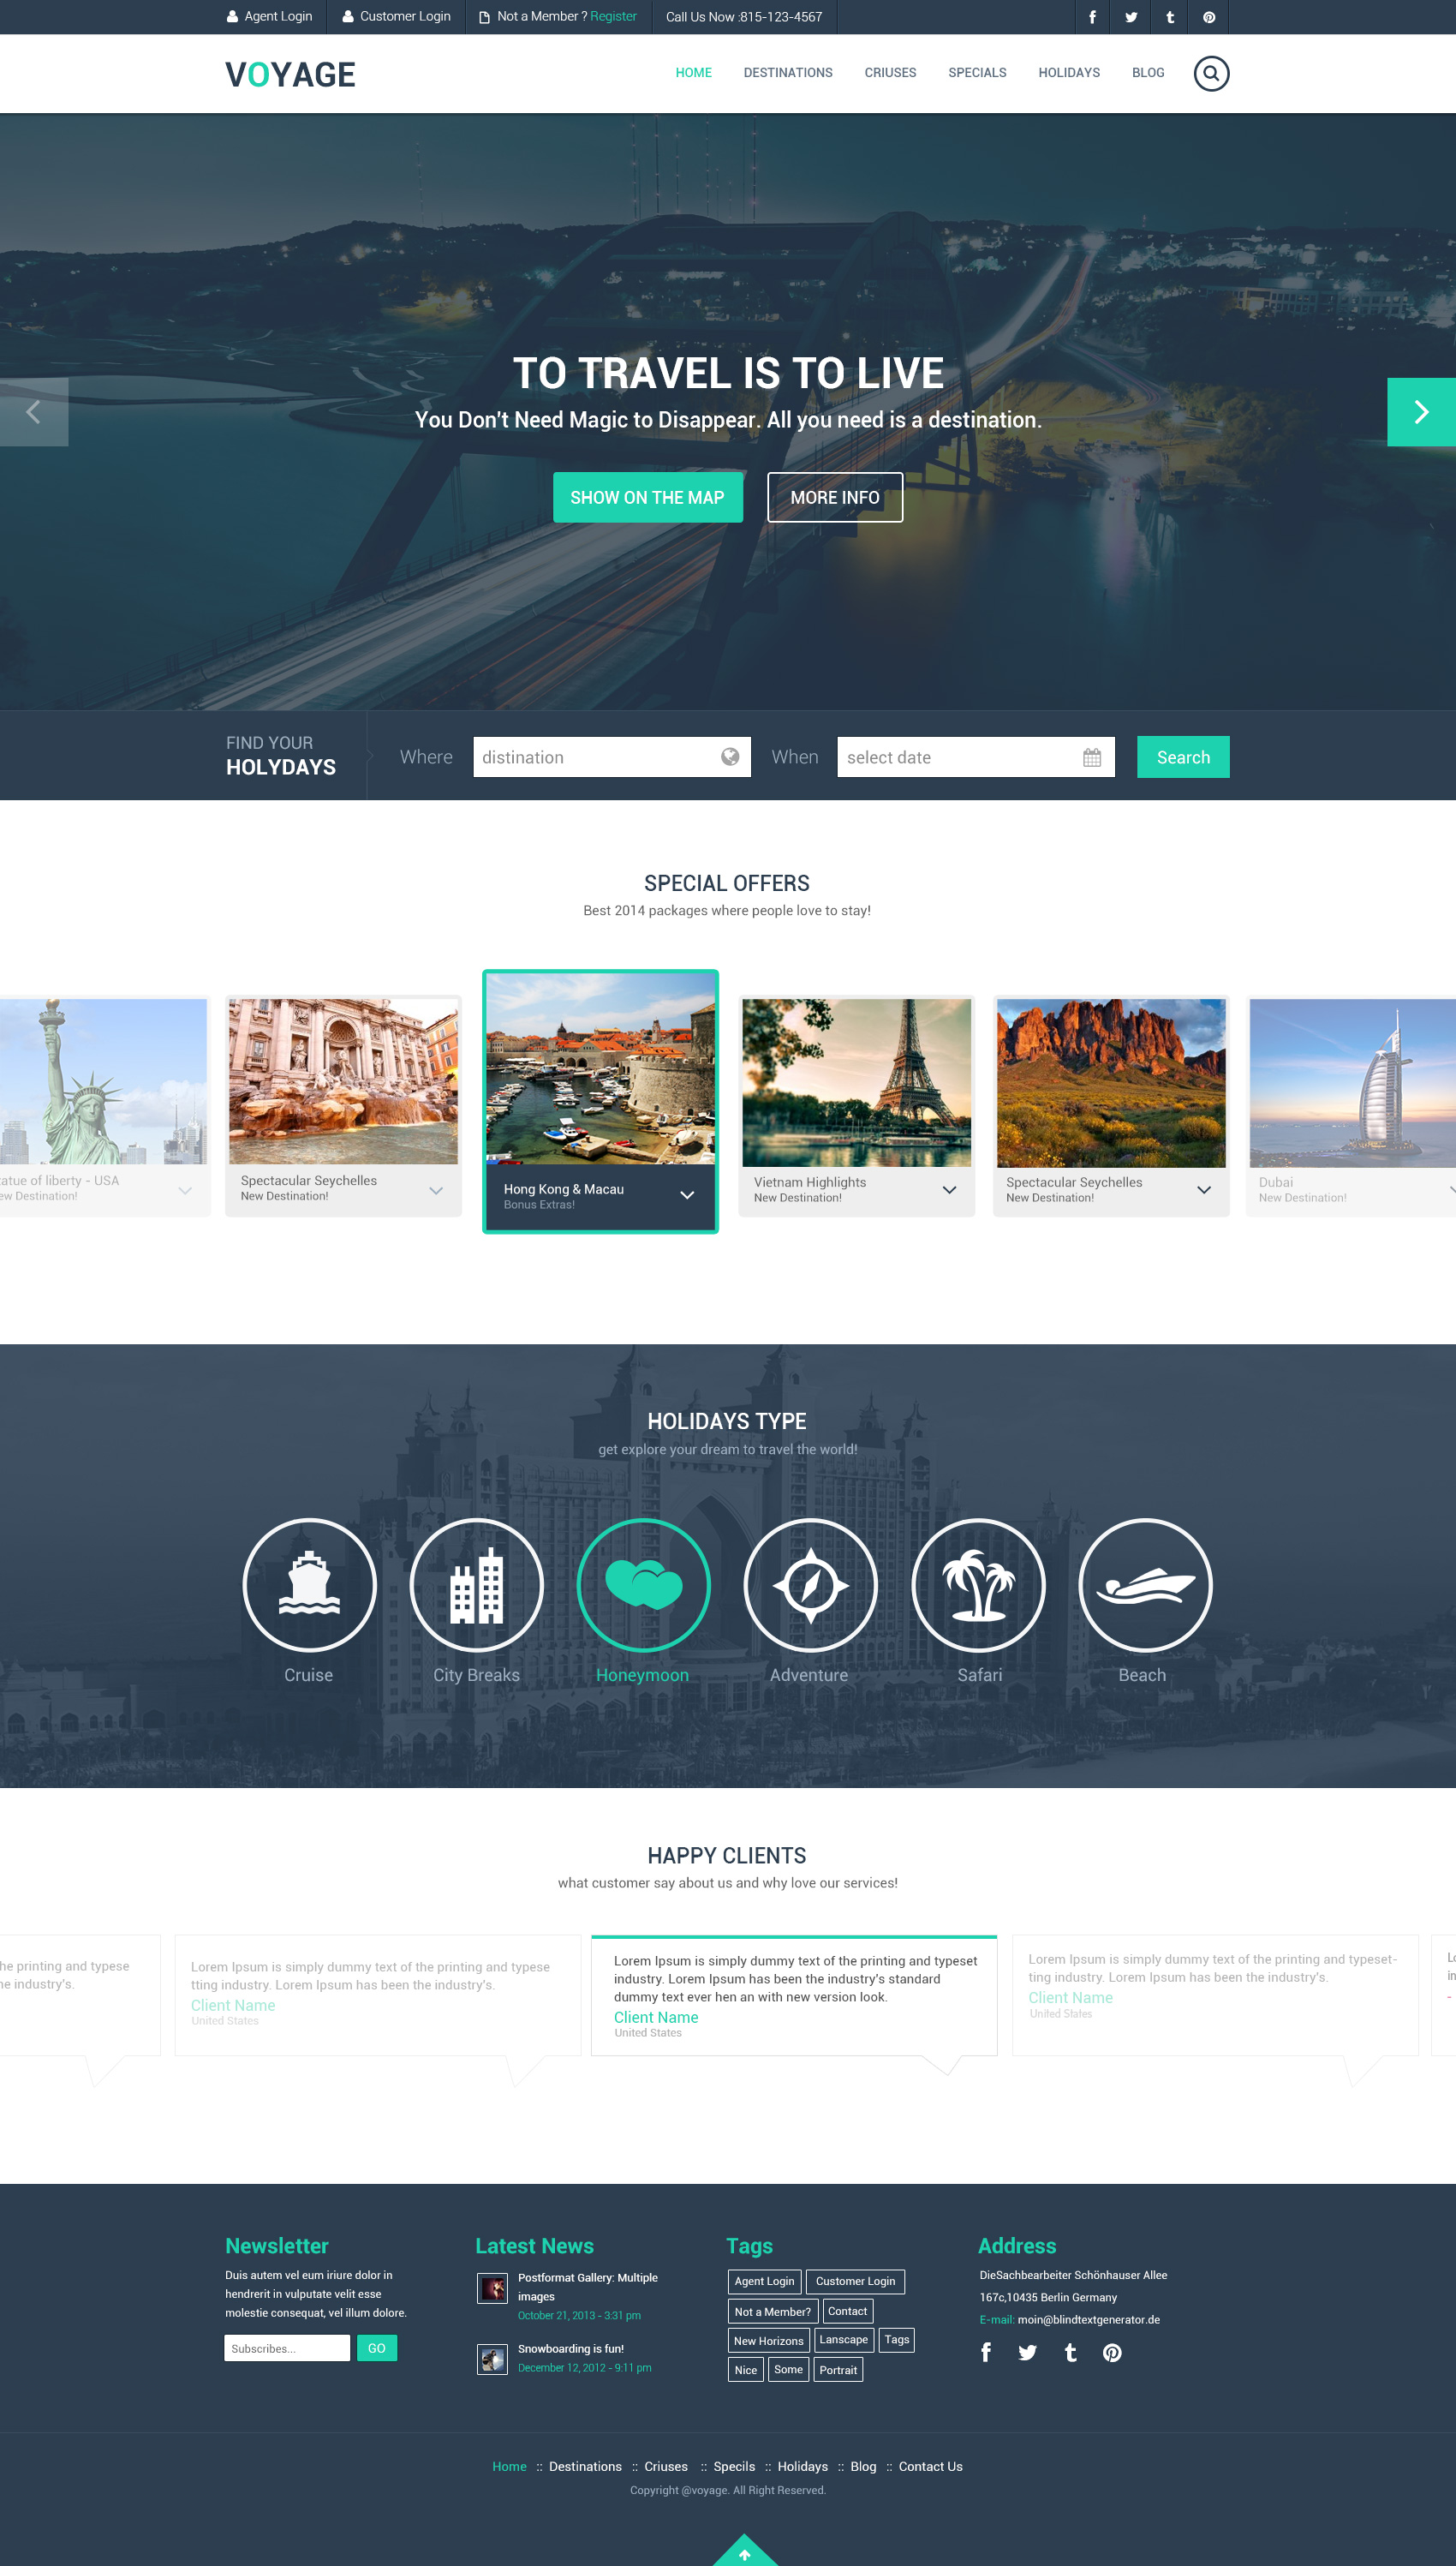 Agent Login
Customer Login
Not a Member ? Register
Call Us Now :815-123-4567
VOYAGE
HOME
DESTINATIONS
CRIUSES
SPECIALS
HOLIDAYS
BLOG
TO TRAVEL IS TO LIVE
You Don't Need Magic to Disappear. All you need is a destination.
SHOW ON THE MAP
MORE INFO
FIND YOUR
HOLYDAYS
Where
distination
When
select date
Search
SPECIAL OFFERS
Best 2014 packages where people love to stay!
atue of liberty - USA
ew Destination!
Spectacular Seychelles
New Destination!
Hong Kong & Macau
Bonus Extras!
Vietnam Highlights
New Destination!
Spectacular Seychelles
New Destination!
Dubai
New Destination!
HOLIDAYS TYPE
get explore your dream to travel the world!
Cruise
City Breaks
Honeymoon
Adventure
Safari
Beach
HAPPY CLIENTS
what customer say about us and why love our services!
he printing and typese
ne industry's.
Lorem Ipsum is simply dummy text of the printing and typese
tting industry. Lorem Ipsum has been the industry's.
Client Name
United States
Lorem Ipsum is simply dummy text of the printing and typeset
industry. Lorem Ipsum has been the industry's standard
dummy text ever hen an with new version look.
Client Name
United States
Lorem Ipsum is simply dummy text of the printing and typeset-
ting industry. Lorem Ipsum has been the industry's.
Client Name
United States
Lo
in
-
Newsletter
Duis autem vel eum iriure dolor in
hendrerit in vulputate velit esse
molestie consequat, vel illum dolore.
Subscribes...
GO
Latest News
Postformat Gallery: Multiple
images
October 21, 2013 - 3:31 pm
Snowboarding is fun!
December 12, 2012 - 9:11 pm
Tags
Agent Login
Customer Login
Not a Member?
Contact
New Horizons
Lanscape
Tags
Nice
Some
Portrait
Address
DieSachbearbeiter Schönhauser Allee
167c,10435 Berlin Germany
E-mail: moin@blindtextgenerator.de
Home :: Destinations :: Criuses :: Specils :: Holidays :: Blog :: Contact Us
Copyright @voyage. All Right Reserved.